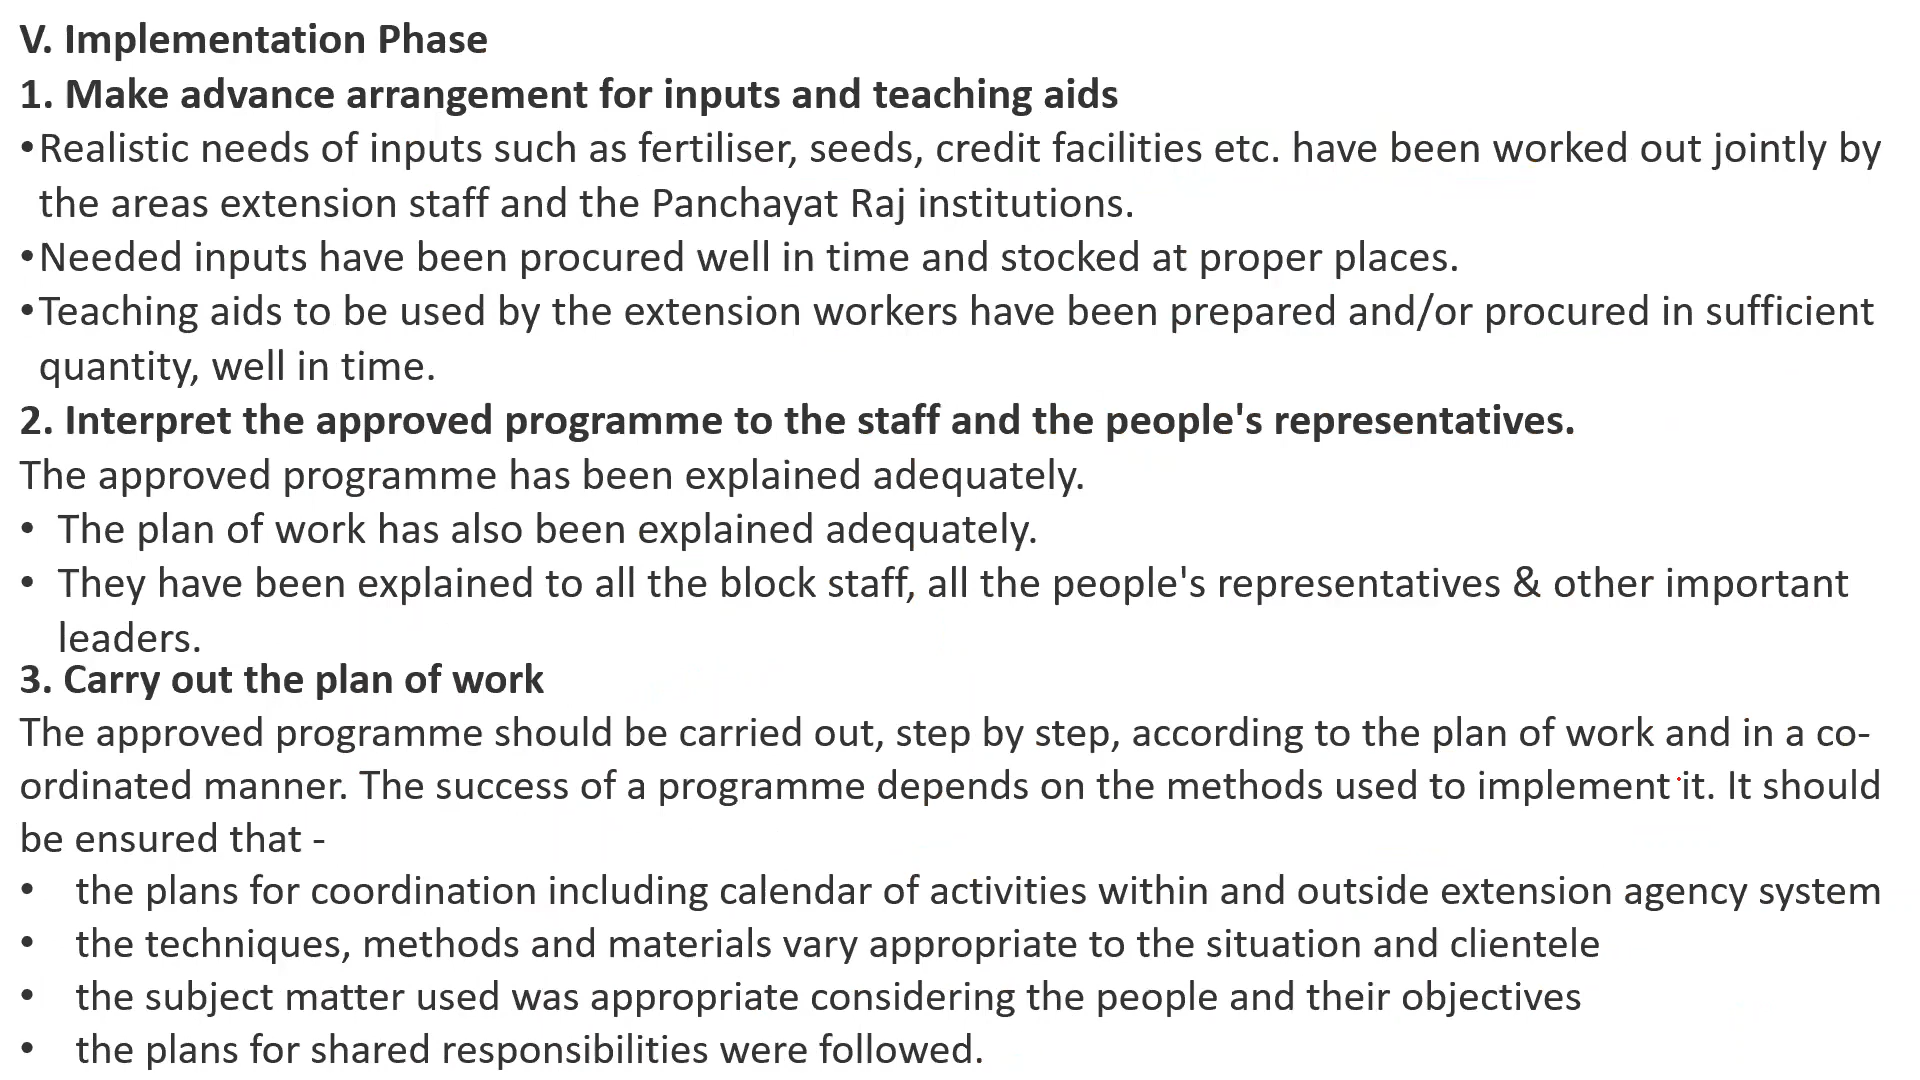 V. Implementation Phase
1. Make advance arrangement for inputs and teaching aids
•Realistic needs of inputs such as fertiliser, seeds, credit facilities etc. have been worked out jointly by
the areas extension staff and the Panchayat Raj institutions.
•Needed inputs have been procured well in time and stocked at proper places.
•Teaching aids to be used by the extension workers have been prepared and/or procured in sufficient
quantity, well in time.
2. Interpret the approved programme to the staff and the people's representatives.
The approved programme has been explained adequately.
• The plan of work has also been explained adequately.
• They have been explained to all the block staff, all the people's representatives & other important
leaders.
3. Carry out the plan of work
The approved programme should be carried out, step by step, according to the plan of work and in a co-
ordinated manner. The success of a programme depends on the methods used to implement it. It should
be ensured that -
• the plans for coordination including calendar of activities within and outside extension agency system
• the techniques, methods and materials vary appropriate to the situation and clientele
• the subject matter used was appropriate considering the people and their objectives
• the plans for shared responsibilities were followed.